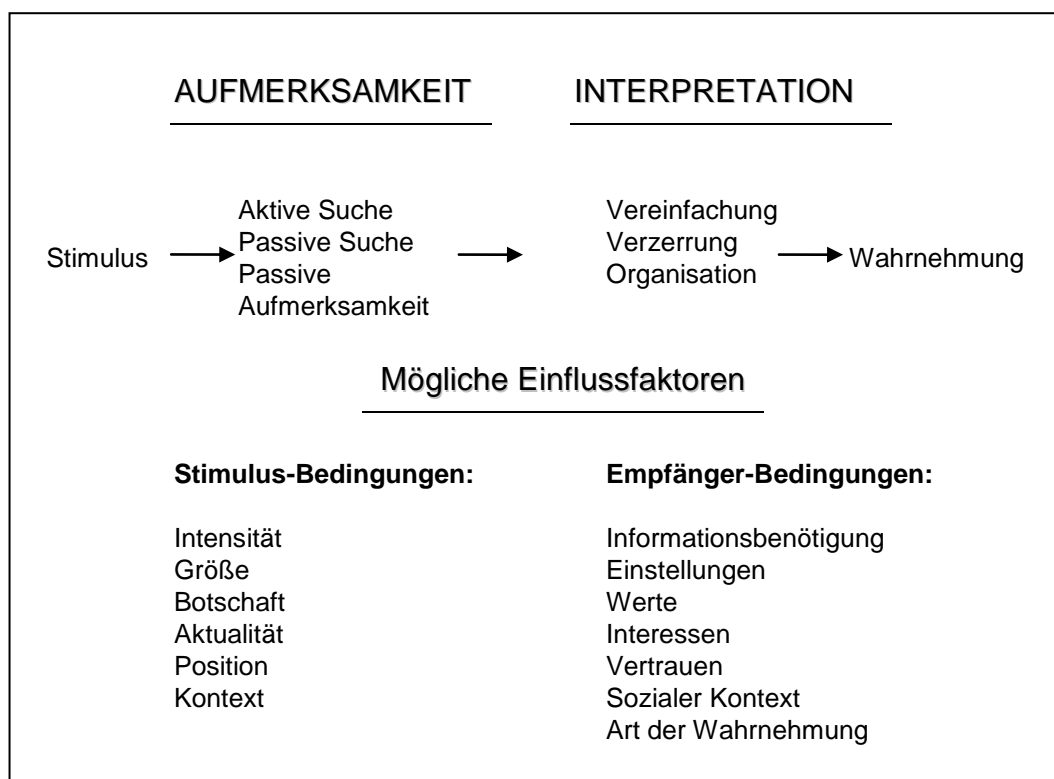 AUFMERKSAMKEIT
INTERPRETATION
Stimulus
Aktive Suche
Passive Suche
Passive
Aufmerksamkeit
Vereinfachung
Verzerrung
Organisation
Wahrnehmung
Mögliche Einflussfaktoren
Stimulus-Bedingungen:
Intensität
Größe
Botschaft
Aktualität
Position
Kontext
Empfänger-Bedingungen:
Informationsbenötigung
Einstellungen
Werte
Interessen
Vertrauen
Sozialer Kontext
Art der Wahrnehmung